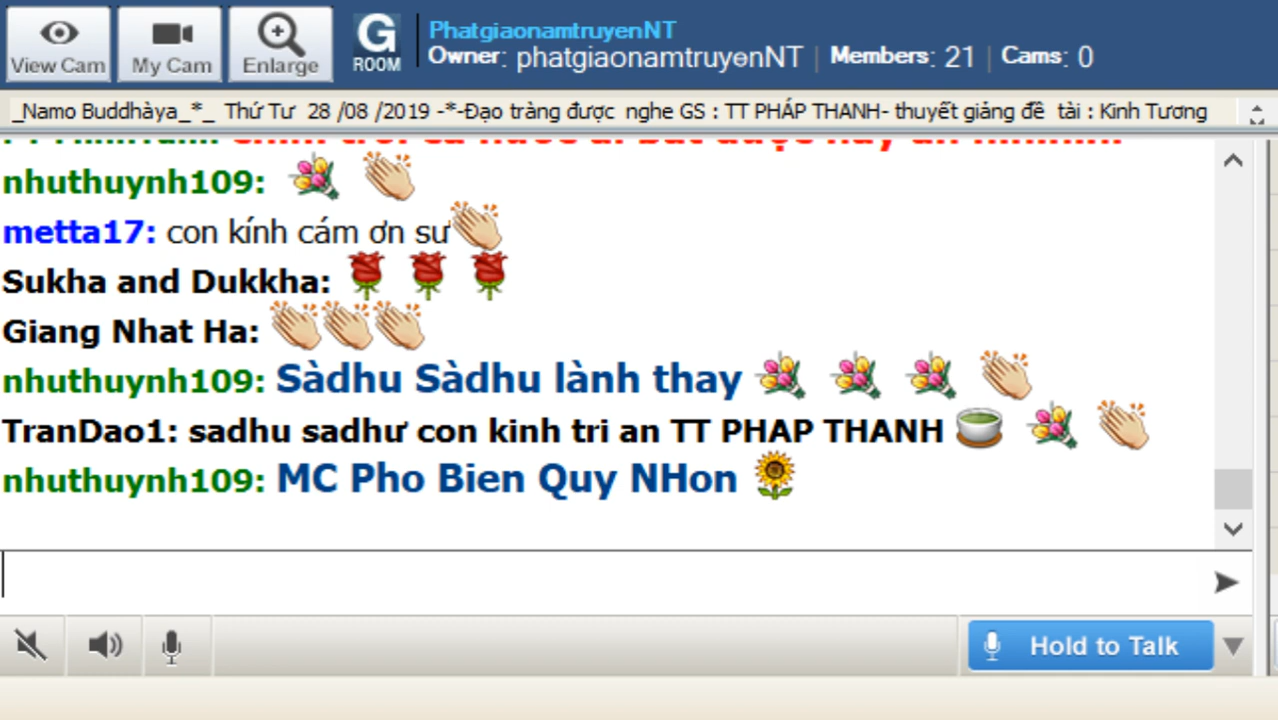 View Cam
My Cam
Enlarge
G
ROOM
PhatgiaonamtruyenNT
Owner: phatgiaonamtruyenNT | Members: 21 | Cams: 0
_Namo Buddhàya_*_ Thứ Tư 28 /08 /2019 -*-Đạo tràng được nghe GS : TT PHÁP THANH- thuyết giảng đề tài : Kinh Tương
nhuthuynh109:
metta17: con kính cám ơn sư
Sukha and Dukkha:
Giang Nhat Ha:
nhuthuynh109: Sàdhu Sàdhu lành thay
TranDao1: sadhu sadhư con kinh tri an TT PHAP THANH
nhuthuynh109: MC Pho Bien Quy NHon
Hold to Talk